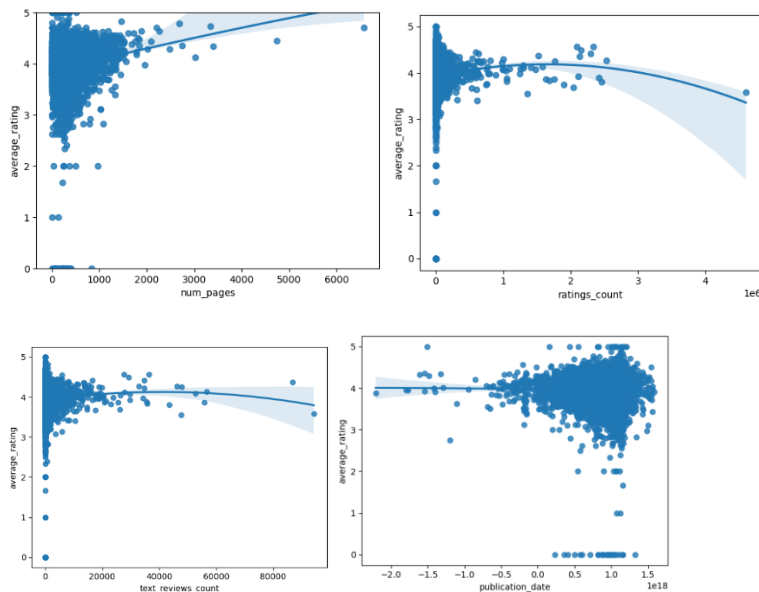 5
4
3
2
1
0
average_rating
0 1000 2000 3000 4000 5000 6000
num_pages
5
4
3
2
1
0
average_rating
0 1 2 3 4
ratings_count
1e6
5
4
3
2
1
0
average_rating
0 20000 40000 60000 80000
text_reviews_count
5
4
3
2
1
0
average_rating
-2.0 -1.5 -1.0 -0.5 0.0 0.5 1.0 1.5
publication_date
1e18